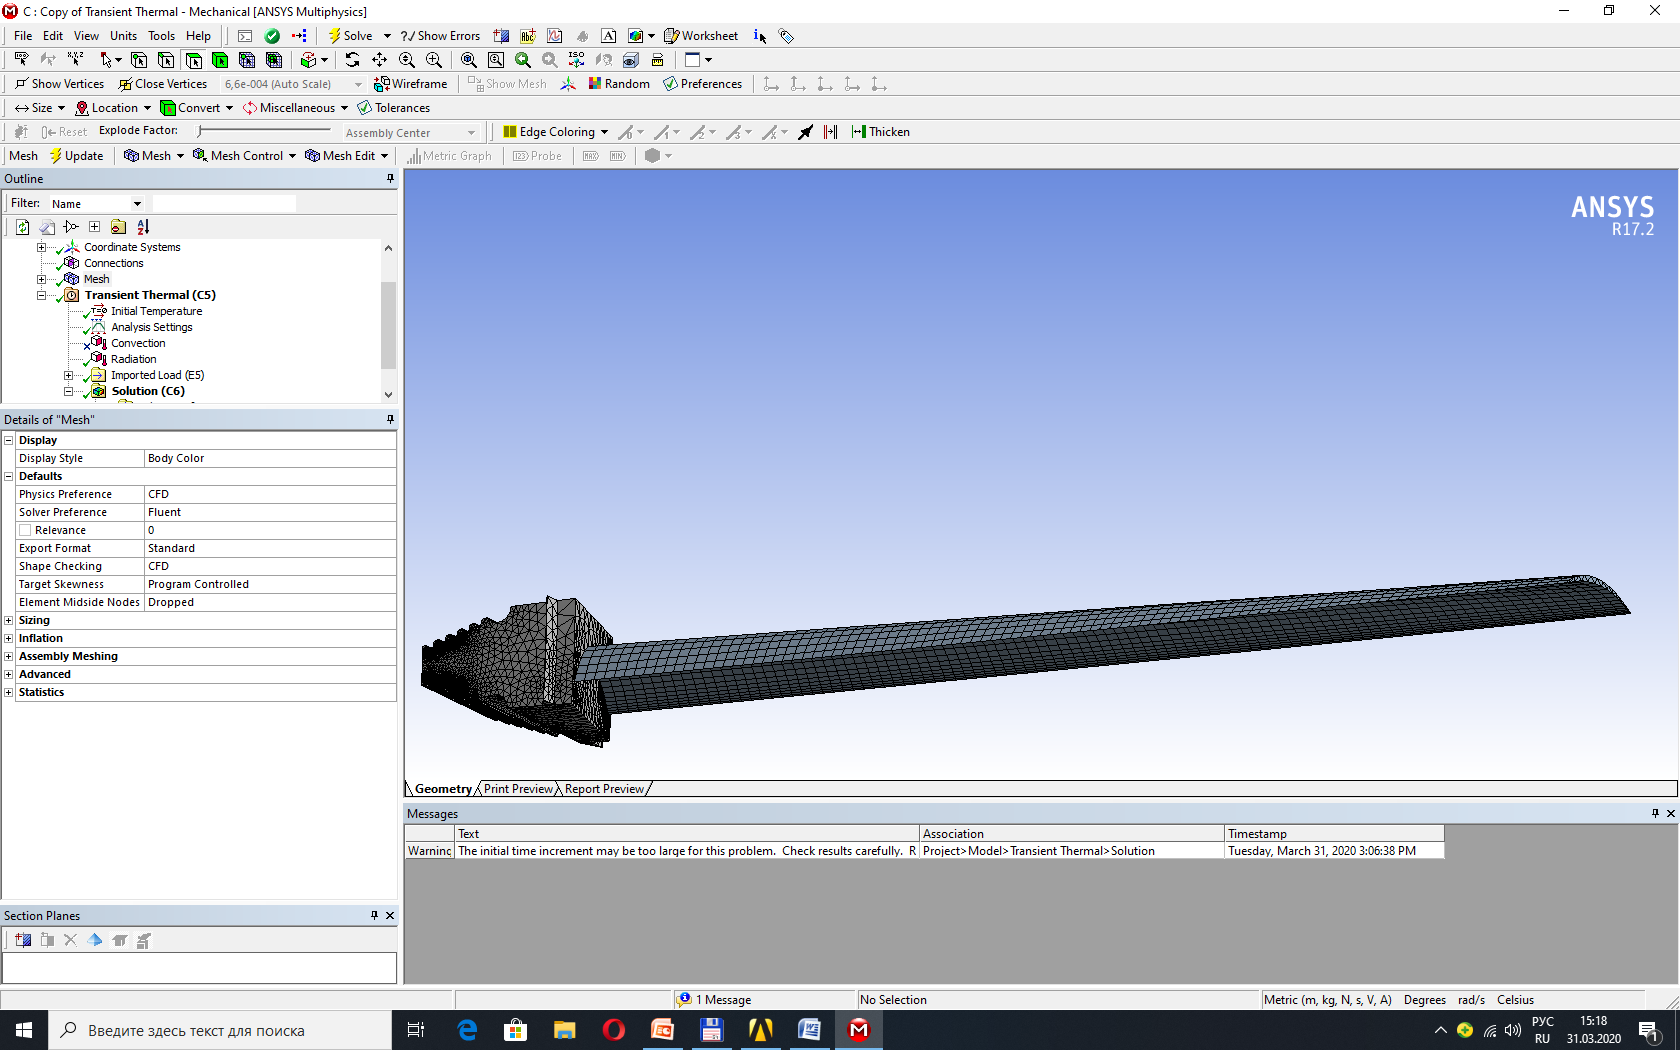 C : Copy of Transient Thermal - Mechanical [ANSYS Multiphysics]
File Edit View Units Tools Help Solve ?/ Show Errors Worksheet
Show Vertices Close Vertices 6,6e-004 (Auto Scale) Wireframe Show Mesh Random Preferences
Size Location Convert Miscellaneous Tolerances
Reset Explode Factor: Assembly Center Edge Coloring Thicken
Mesh Update Mesh Mesh Control Mesh Edit Metric Graph Probe
Outline
Filter: Name
Coordinate Systems
Connections
Mesh
Transient Thermal (C5)
Initial Temperature
Analysis Settings
Convection
Radiation
Imported Load (E5)
Solution (C6)
Details of "Mesh"
Display
Display Style Body Color
Defaults
Physics Preference CFD
Solver Preference Fluent
Relevance 0
Export Format Standard
Shape Checking CFD
Target Skewness Program Controlled
Element Midside Nodes Dropped
Sizing
Inflation
Assembly Meshing
Advanced
Statistics
Section Planes
ANSYS
R17.2
Geometry Print Preview Report Preview
Messages
Text Association Timestamp
Warning The initial time increment may be too large for this problem. Check results carefully. R Project>Model>Transient Thermal>Solution Tuesday, March 31, 2020 3:06:38 PM
1 Message No Selection Metric (m, kg, N, s, V, A) Degrees rad/s Celsius
Введите здесь текст для поиска
РУС
RU
15:18
31.03.2020
1